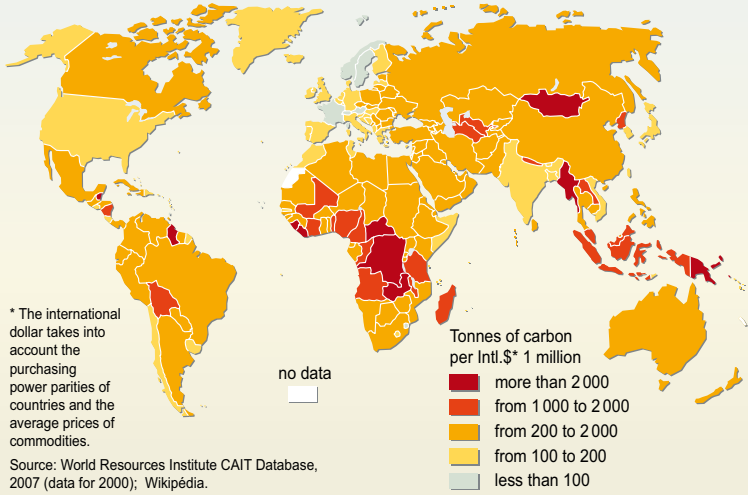 * The international
dollar takes into
account the
purchasing
power parities of
countries and the
average prices of
commodities.
Source: World Resources Institute CAIT Database,
2007 (data for 2000); Wikipédia.
no data
Tonnes of carbon
per Intl.$* 1 million
more than 2 000
from 1 000 to 2 000
from 200 to 2 000
from 100 to 200
less than 100